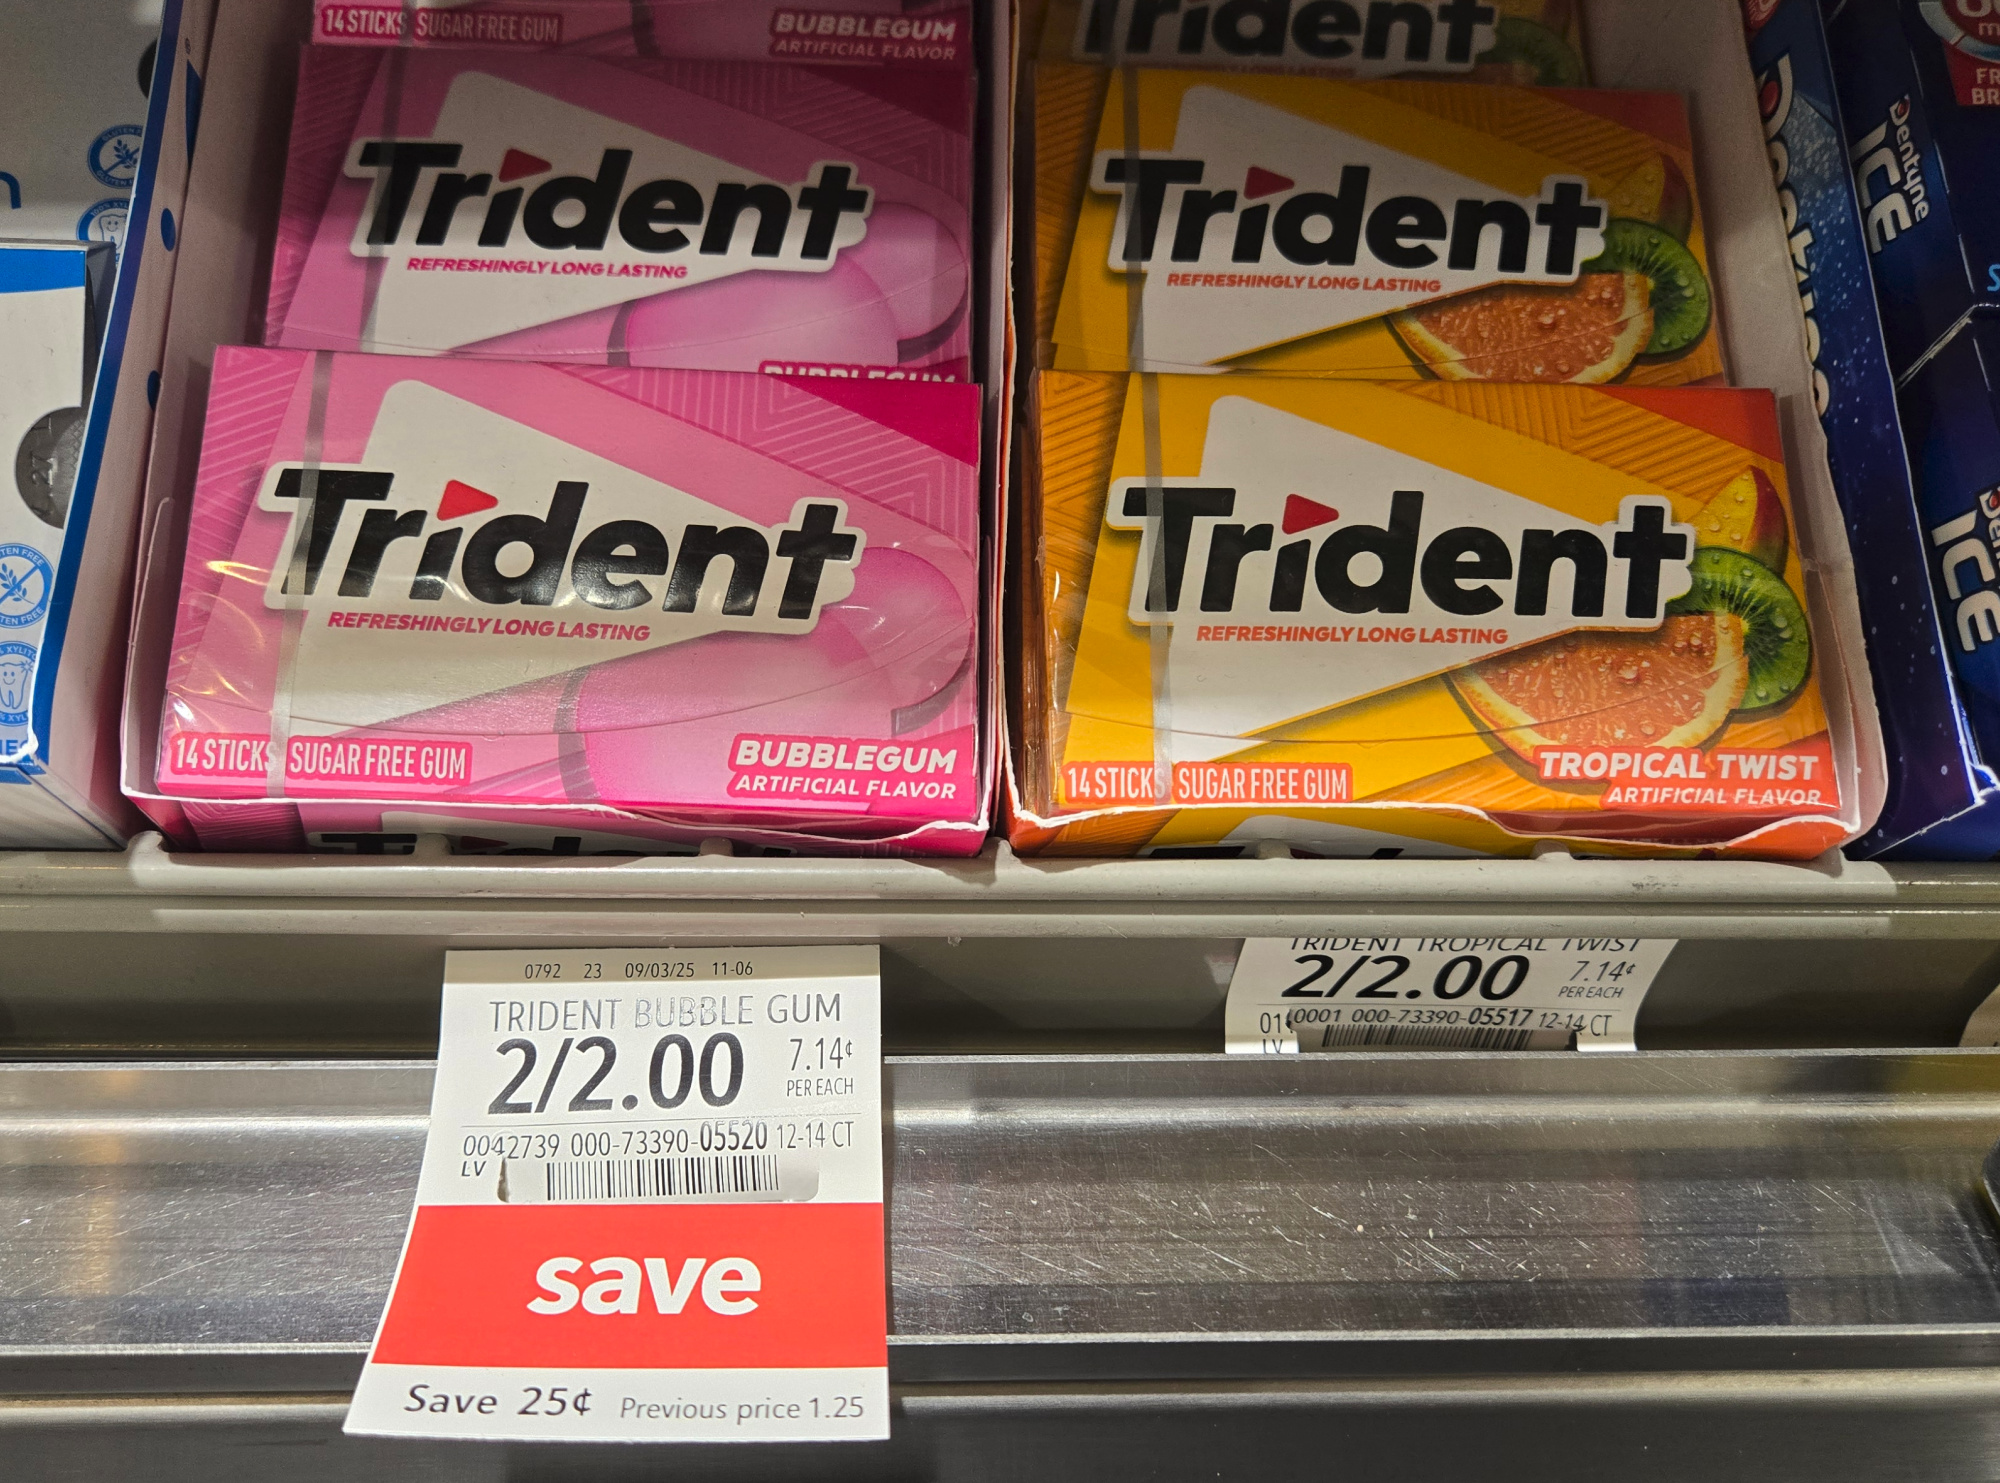 14 STICKS SUGAR FREE GUM
BUBBLEGUM
ARTIFICIAL FLAVOR
Trident
REFRESHINGLY LONG LASTING
BUBBLEGUM
Trident
REFRESHINGLY LONG LASTING
14 STICKS SUGAR FREE GUM
BUBBLEGUM
ARTIFICIAL FLAVOR
Trident
Trident
REFRESHINGLY LONG LASTING
Trident
REFRESHINGLY LONG LASTING
14 STICKS SUGAR FREE GUM
TROPICAL TWIST
ARTIFICIAL FLAVOR
Dentyne
ICE
ICE
27
0792 23 09/03/25 11-06
TRIDENT BUBBLE GUM
2/2.00
7.14¢
PER EACH
0042739 000-73390-05520 12-14 CT
LV
save
Save 25¢ Previous price 1.25
TRIDENT TROPICAL TWIST
2/2.00
7.14¢
PER EACH
000-73390-05517 12-14 CT
LV